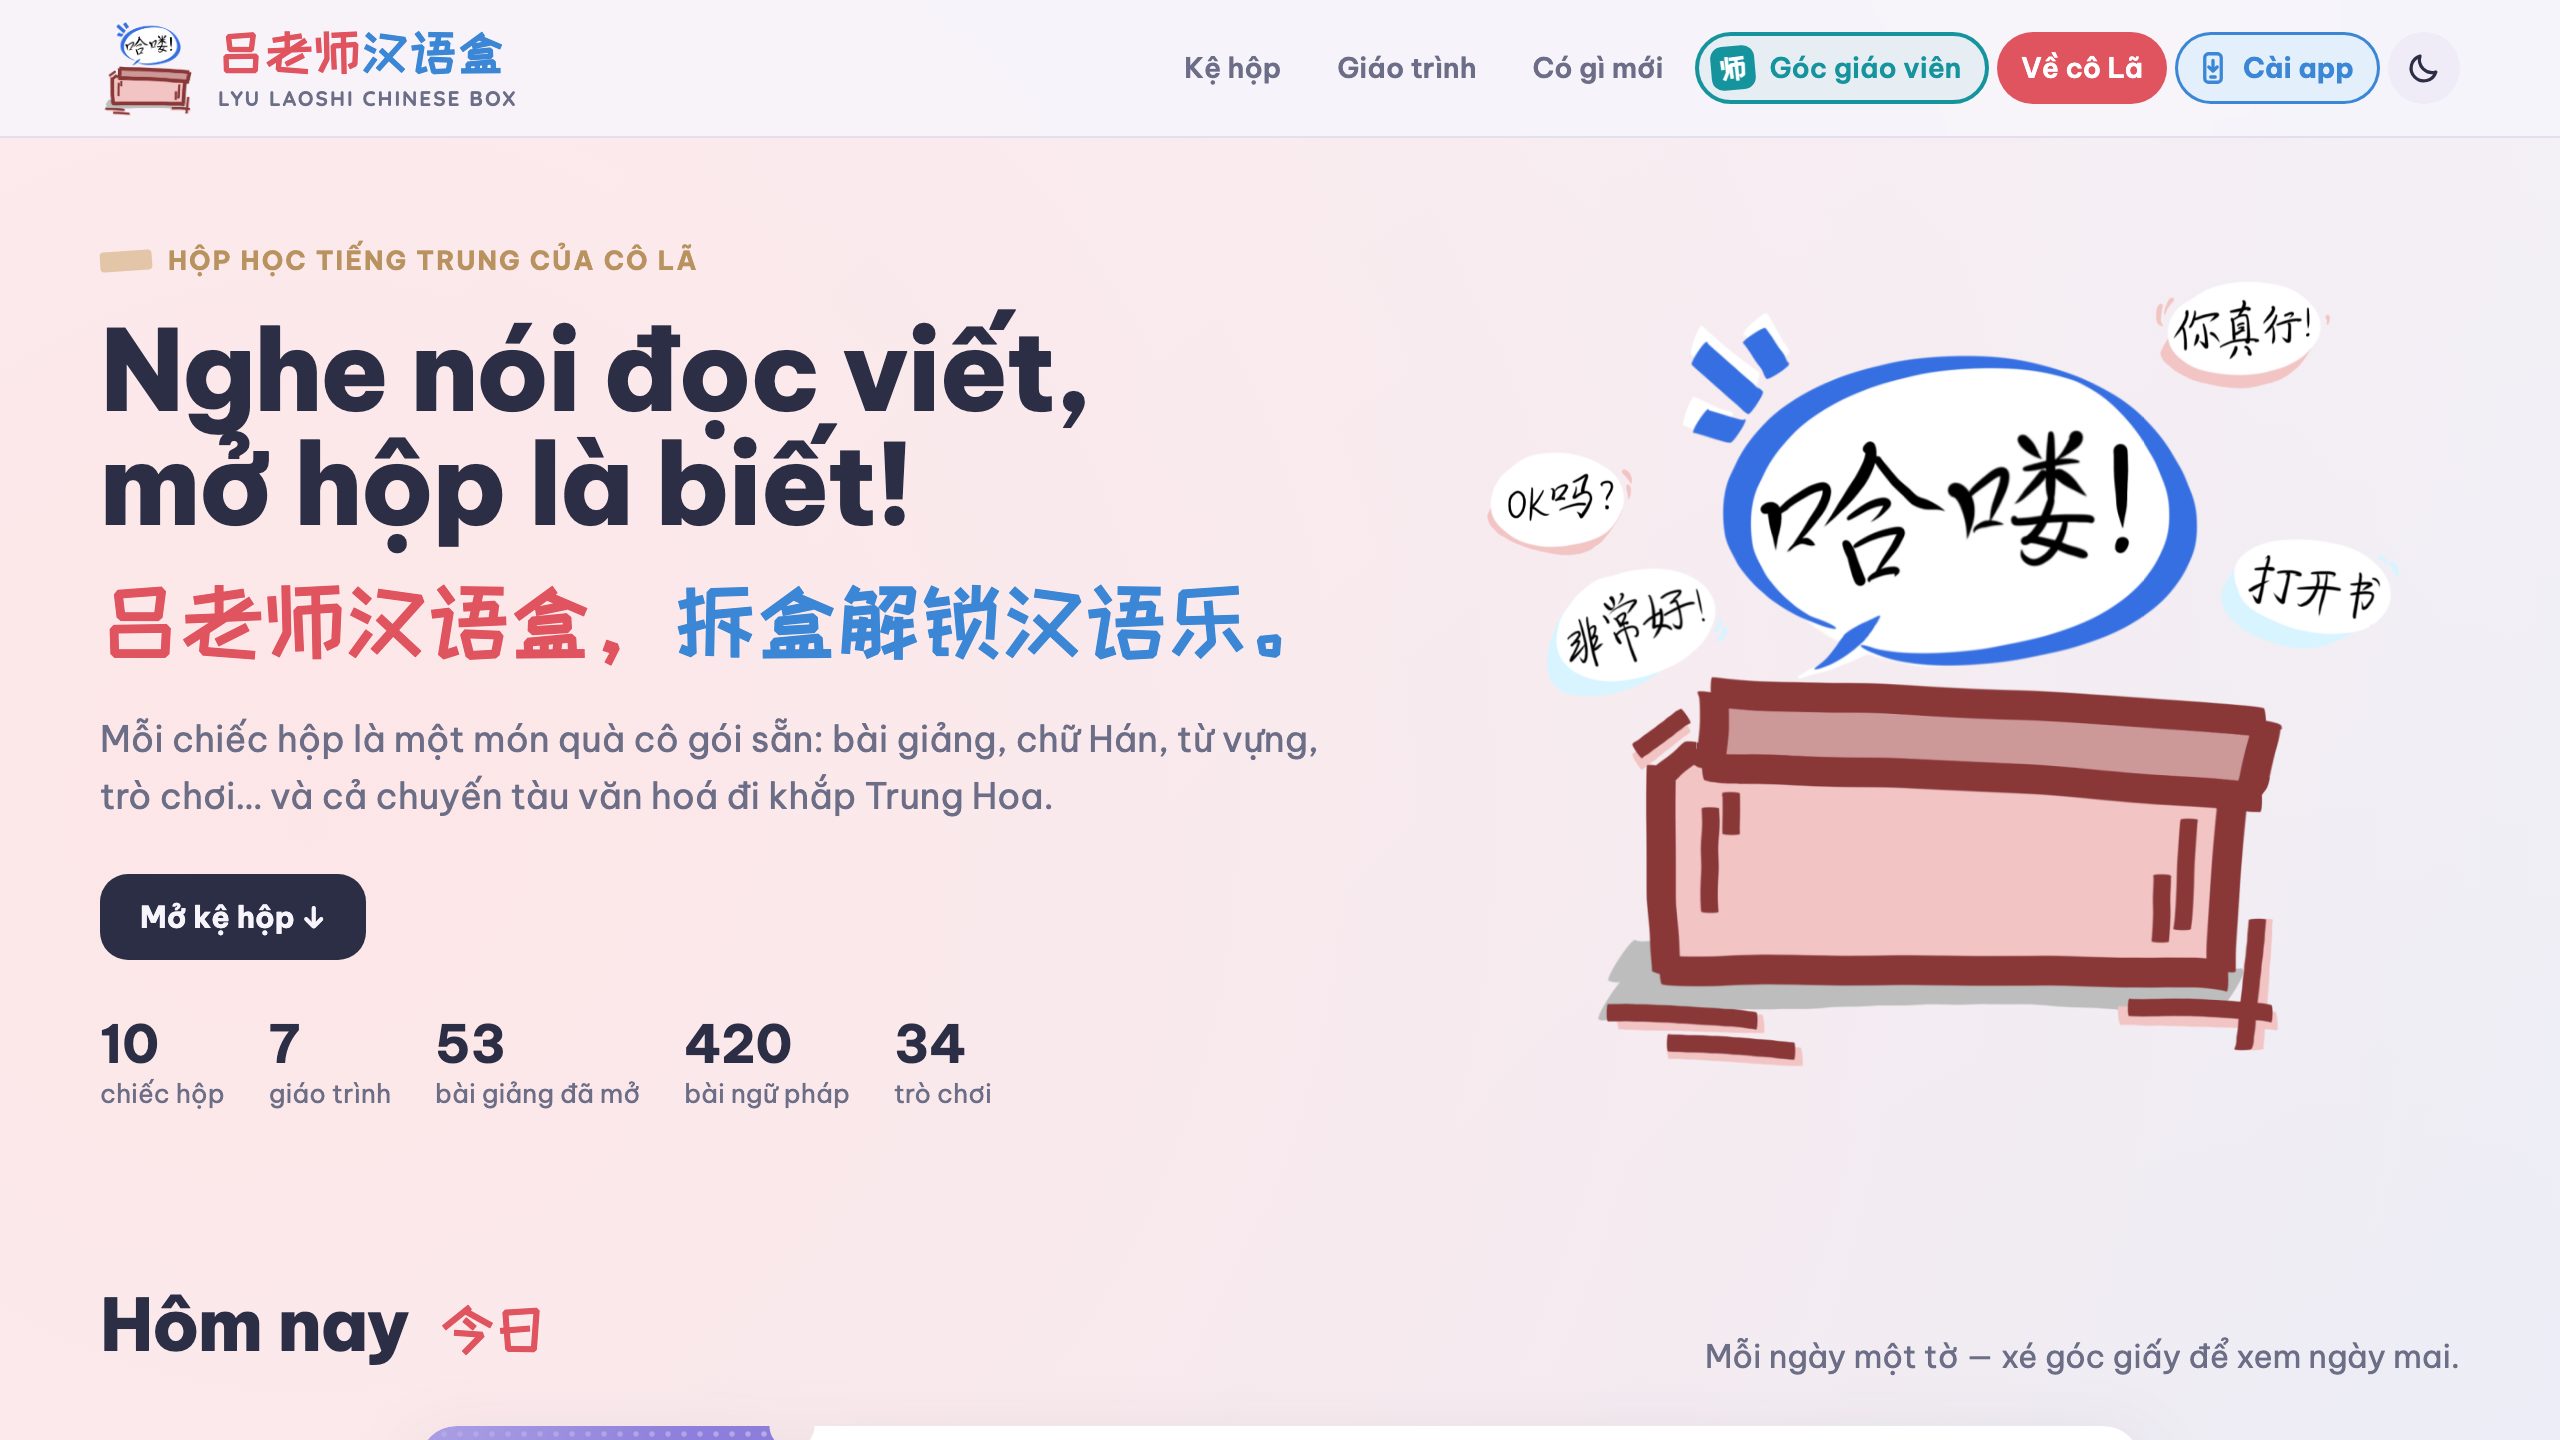 哈喽!
吕老师汉语盒
LYU LAOSHI CHINESE BOX
Kệ hộp
Giáo trình
Có gì mới
师 Góc giáo viên
Về cô Lã
Cài app
HỘP HỌC TIẾNG TRUNG CỦA CÔ LÃ
Nghe nói đọc viết,
mở hộp là biết!
吕老师汉语盒，拆盒解锁汉语乐。
Mỗi chiếc hộp là một món quà cô gói sẵn: bài giảng, chữ Hán, từ vựng,
trò chơi... và cả chuyến tàu văn hoá đi khắp Trung Hoa.
Mở kệ hộp ↓
10 chiếc hộp
7 giáo trình
53 bài giảng đã mở
420 bài ngữ pháp
34 trò chơi
你真行!
哈喽!
OK吗?
非常好!
打开书
Hôm nay 今日
Mỗi ngày một tờ — xé góc giấy để xem ngày mai.